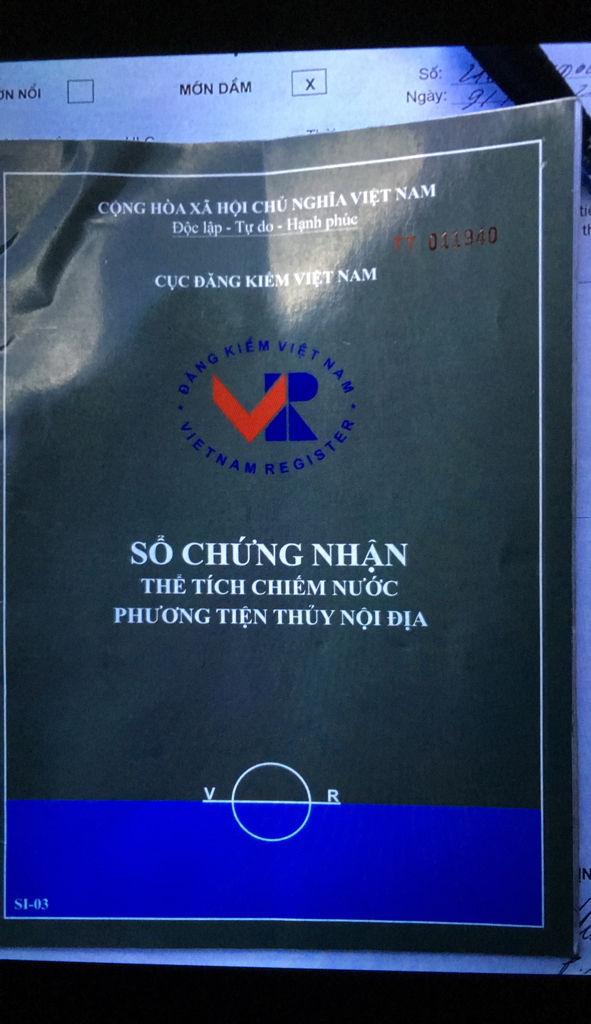 MỚN DẦM
X
Số:
Ngày:
CỘNG HÒA XÃ HỘI CHỦ NGHĨA VIỆT NAM
Độc lập - Tự do - Hạnh phúc
TT 011940
CỤC ĐĂNG KIỂM VIỆT NAM
ĐĂNG KIỂM VIỆT NAM
VR
VIETNAM REGISTER
SỔ CHỨNG NHẬN
THỂ TÍCH CHIẾM NƯỚC
PHƯƠNG TIỆN THỦY NỘI ĐỊA
V R
SI-03